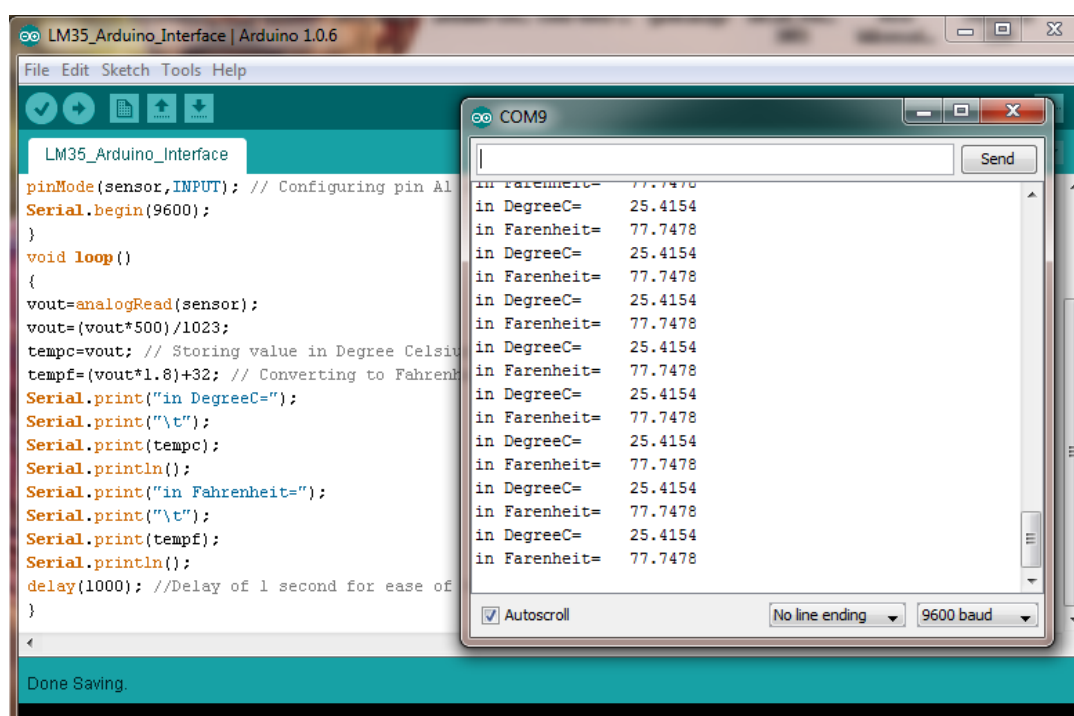 LM35_Arduino_Interface | Arduino 1.0.6
File Edit Sketch Tools Help
LM35_Arduino_Interface
pinMode(sensor,INPUT); // Configuring pin A1
Serial.begin(9600);
}
void loop()
{
vout=analogRead(sensor);
vout=(vout*500)/1023;
tempc=vout; // Storing value in Degree Celsiu
tempf=(vout*1.8)+32; // Converting to Fahrenh
Serial.print("in DegreeC=");
Serial.print("\t");
Serial.print(tempc);
Serial.println();
Serial.print("in Fahrenheit=");
Serial.print("\t");
Serial.print(tempf);
Serial.println();
delay(1000); //Delay of 1 second for ease of
}
Done Saving.
COM9
Send
in Farenheit= 77.7478
in DegreeC= 25.4154
in Farenheit= 77.7478
in DegreeC= 25.4154
in Farenheit= 77.7478
in DegreeC= 25.4154
in Farenheit= 77.7478
in DegreeC= 25.4154
in Farenheit= 77.7478
in DegreeC= 25.4154
in Farenheit= 77.7478
in DegreeC= 25.4154
in Farenheit= 77.7478
in DegreeC= 25.4154
in Farenheit= 77.7478
in DegreeC= 25.4154
in Farenheit= 77.7478
Autoscroll
No line ending
9600 baud